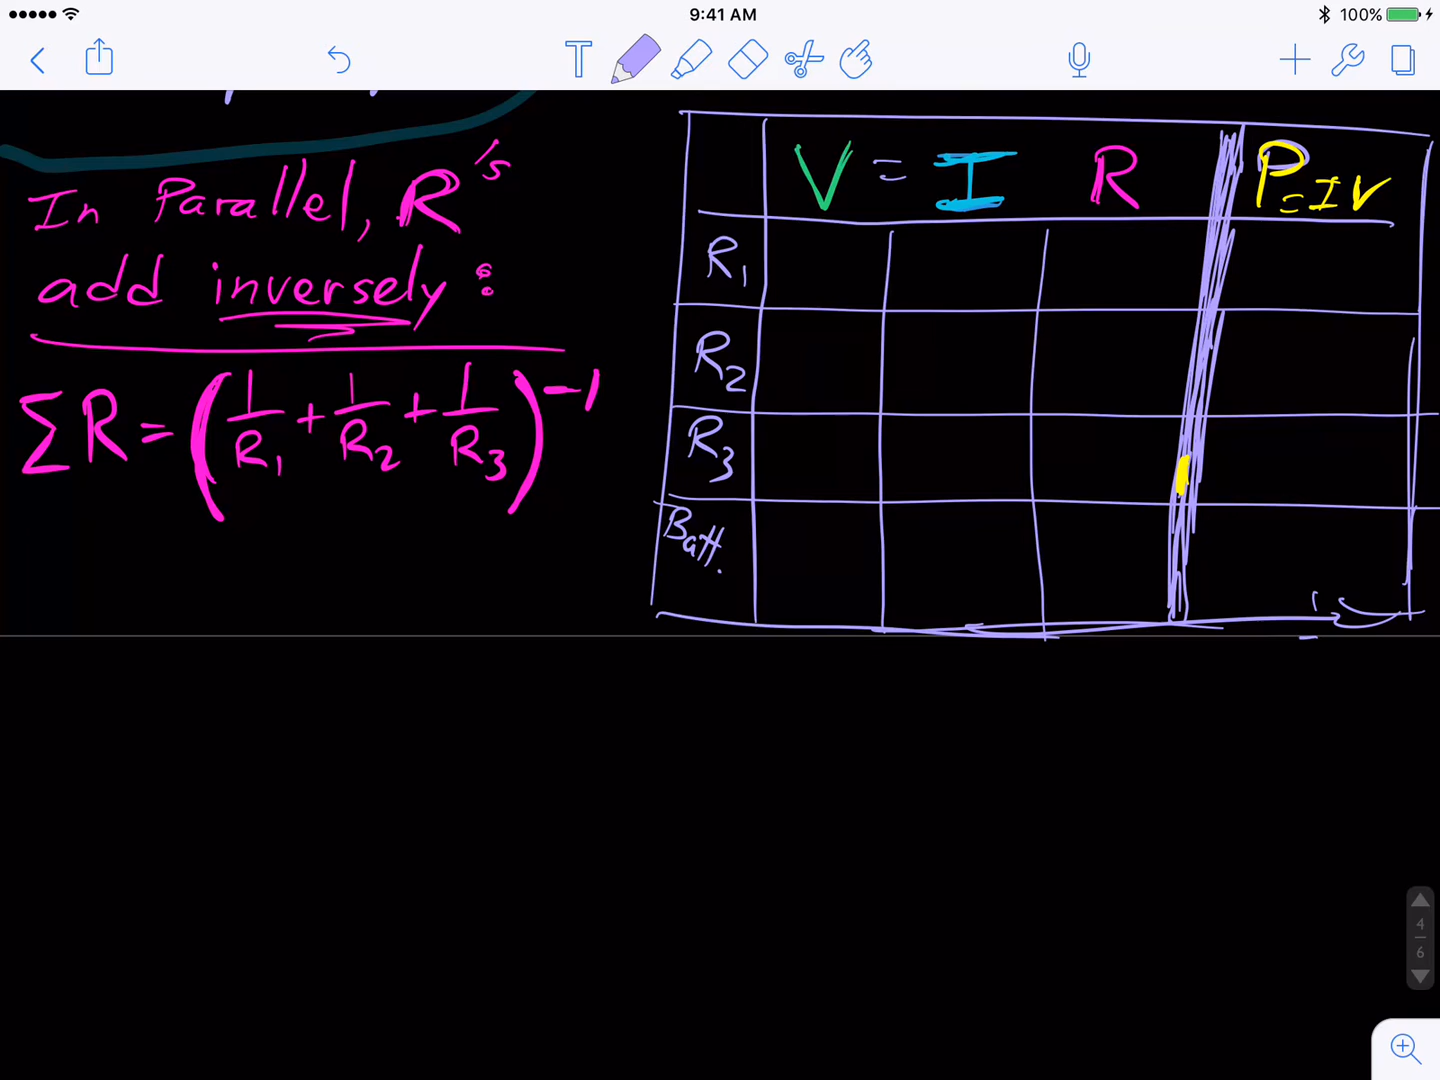 9:41 AM
100%
T
In Parallel, R's
add inversely:
ΣR = (1/R₁ + 1/R₂ + 1/R₃)⁻¹
V = I R P=IV
R₁
R₂
R₃
Batt.
4
6